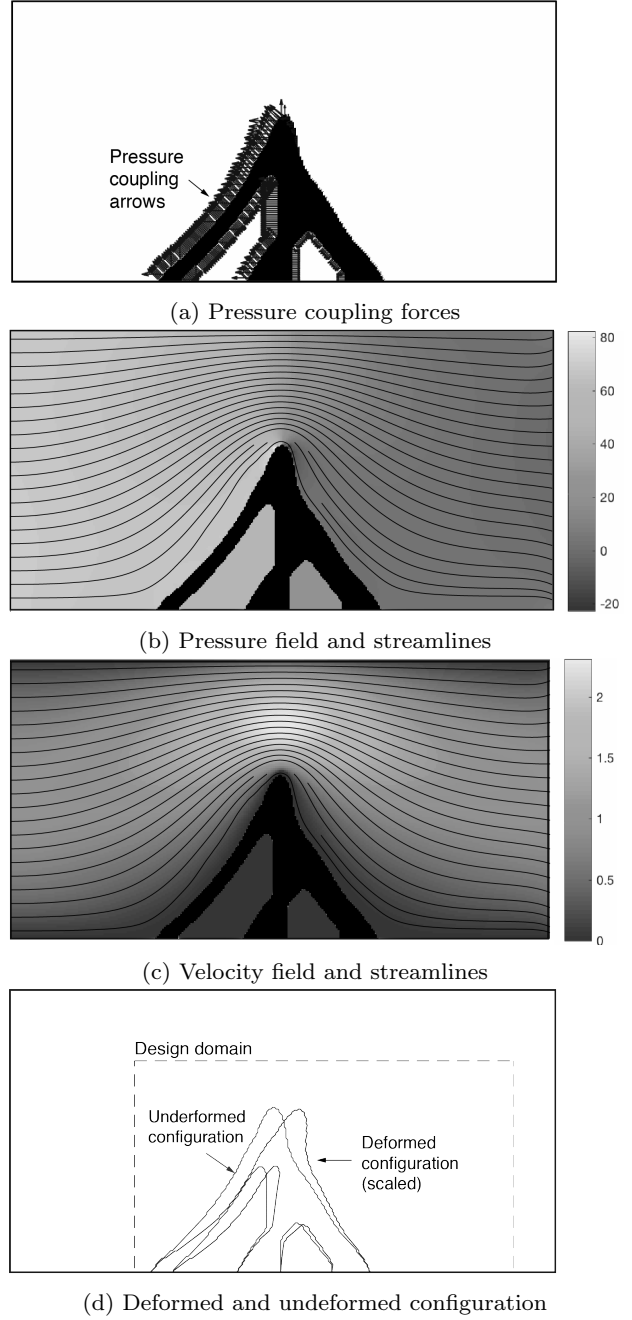 Pressure
coupling
arrows
(a) Pressure coupling forces
80
60
40
20
0
-20
(b) Pressure field and streamlines
2
1.5
1
0.5
0
(c) Velocity field and streamlines
Design domain
Underformed
configuration
Deformed
configuration
(scaled)
(d) Deformed and undeformed configuration